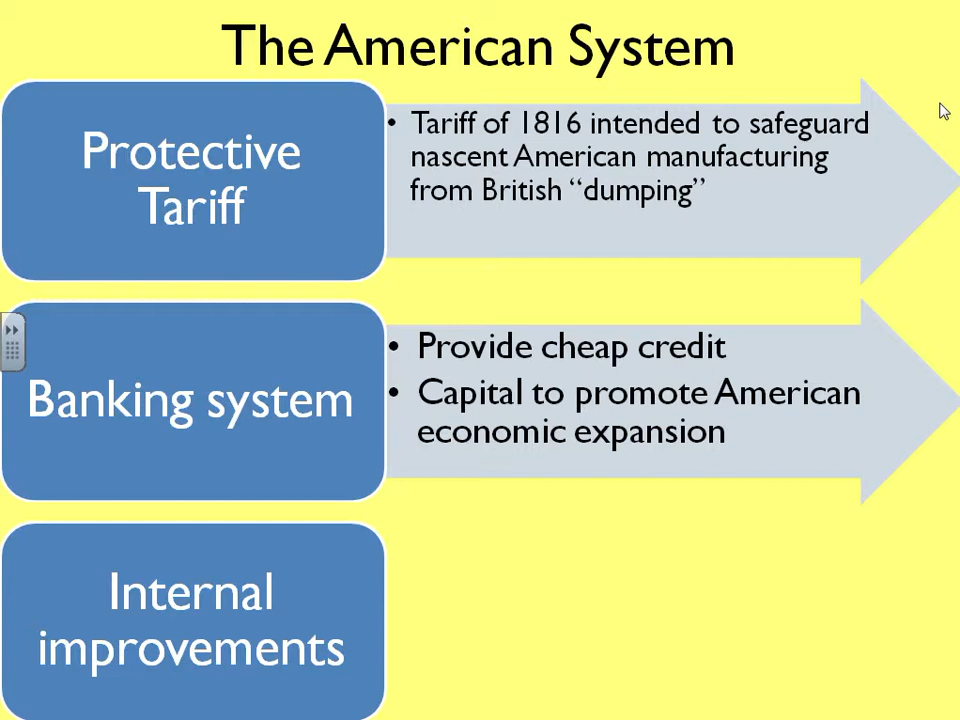 The American System
Protective
Tariff
• Tariff of 1816 intended to safeguard
nascent American manufacturing
from British “dumping”
Banking system
• Provide cheap credit
• Capital to promote American
economic expansion
Internal
improvements